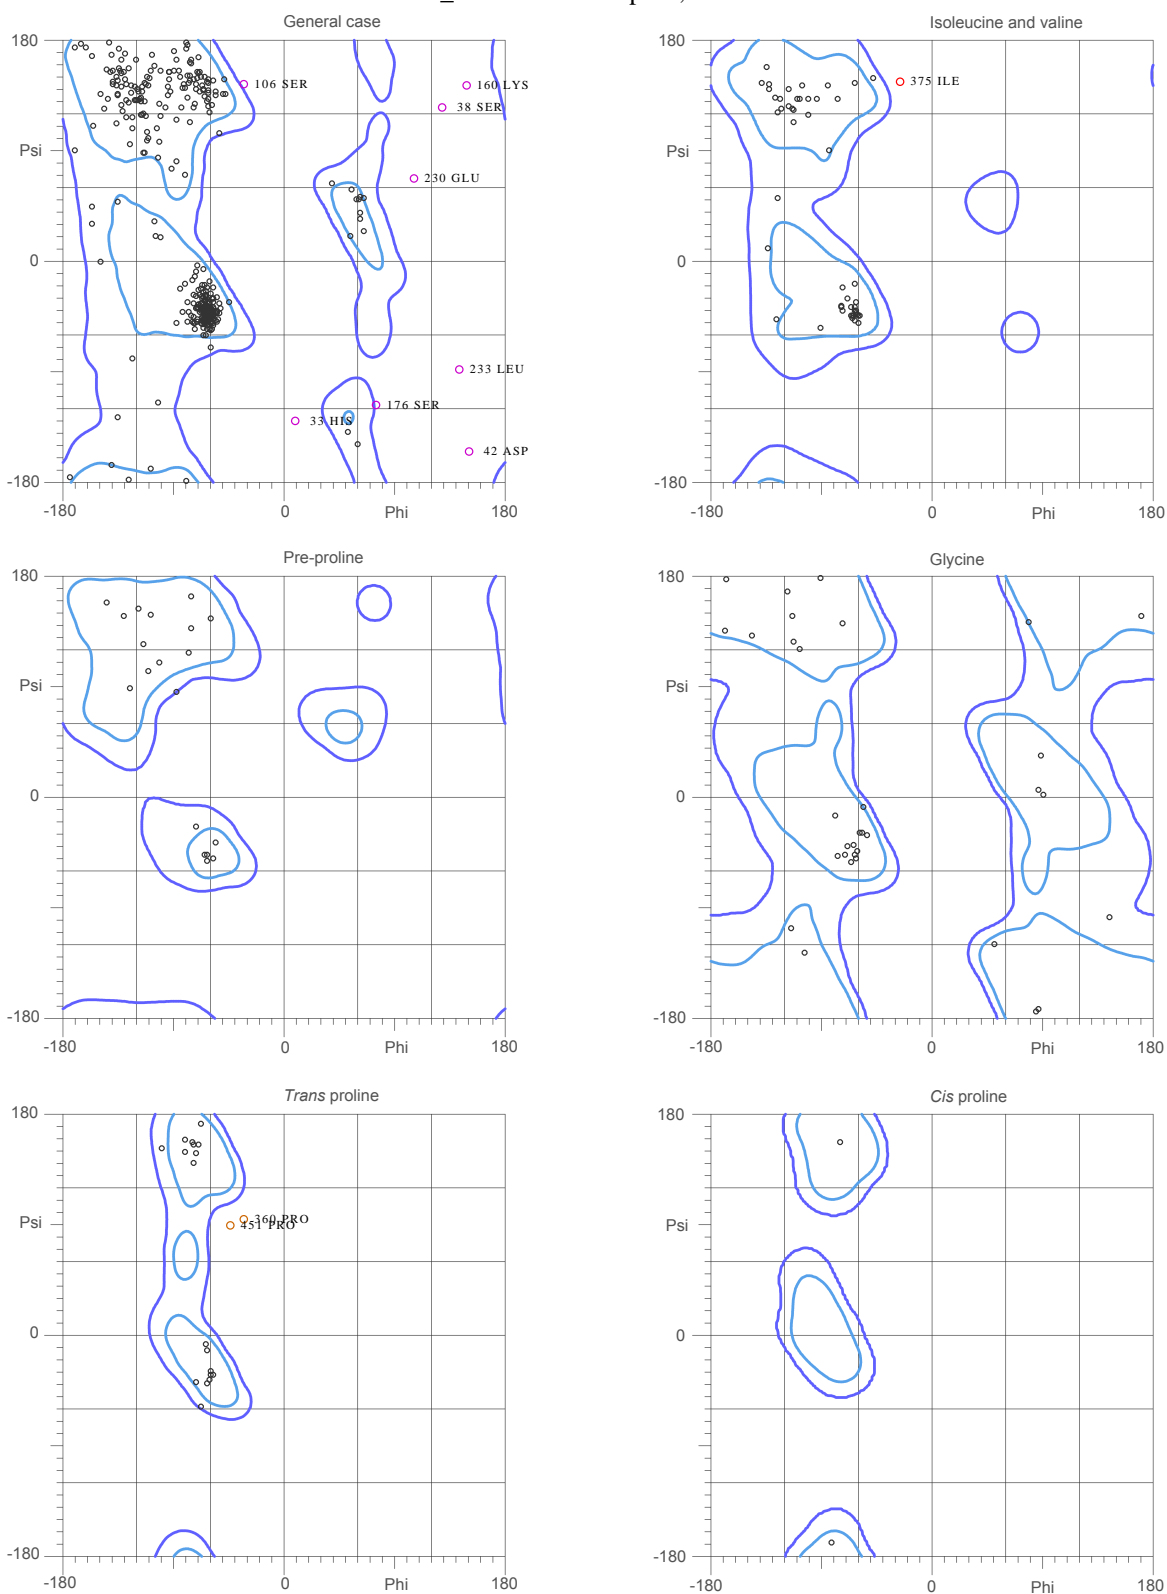 General case
Isoleucine and valine
180
106 SER
160 LYS
38 SER
Psi
230 GLU
0
233 LEU
176 SER
33 HIS
42 ASP
-180
-180
0
Phi
180
180
375 ILE
Psi
0
-180
-180
0
Phi
180
Pre-proline
Glycine
180
Psi
0
-180
-180
0
Phi
180
180
Psi
0
-180
-180
0
Phi
180
Trans proline
Cis proline
180
360 PRO
Psi
451 PRO
0
-180
-180
0
Phi
180
180
Psi
0
-180
-180
0
Phi
180